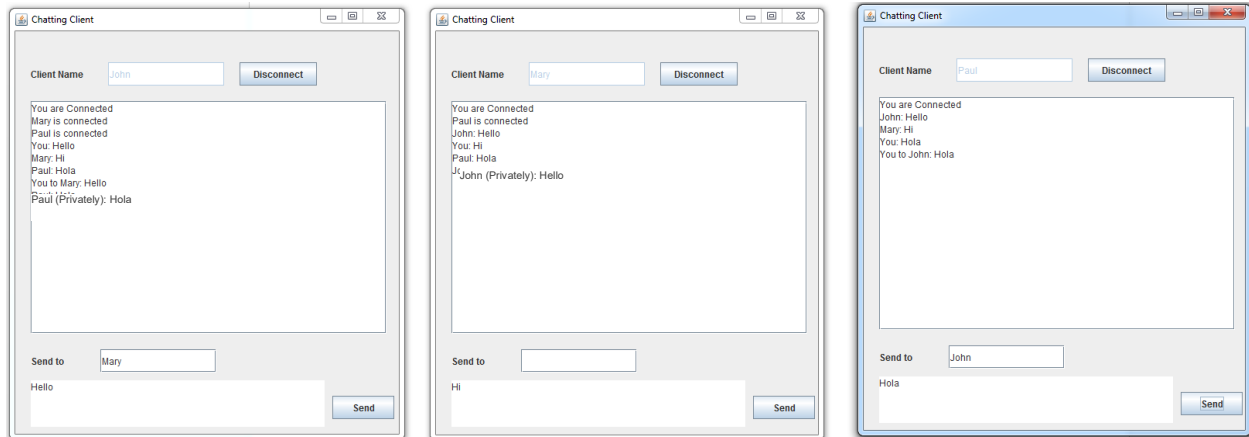 Chatting Client
Client Name
John
Disconnect
You are Connected
Mary is connected
Paul is connected
You: Hello
Mary: Hi
Paul: Hola
You to Mary: Hello
Paul (Privately): Hola
Send to
Mary
Hello
Send
Chatting Client
Client Name
Mary
Disconnect
You are Connected
Paul is connected
John: Hello
You: Hi
Paul: Hola
John (Privately): Hello
Send to
Hi
Send
Chatting Client
Client Name
Paul
Disconnect
You are Connected
John: Hello
Mary: Hi
You: Hola
You to John: Hola
Send to
John
Hola
Send